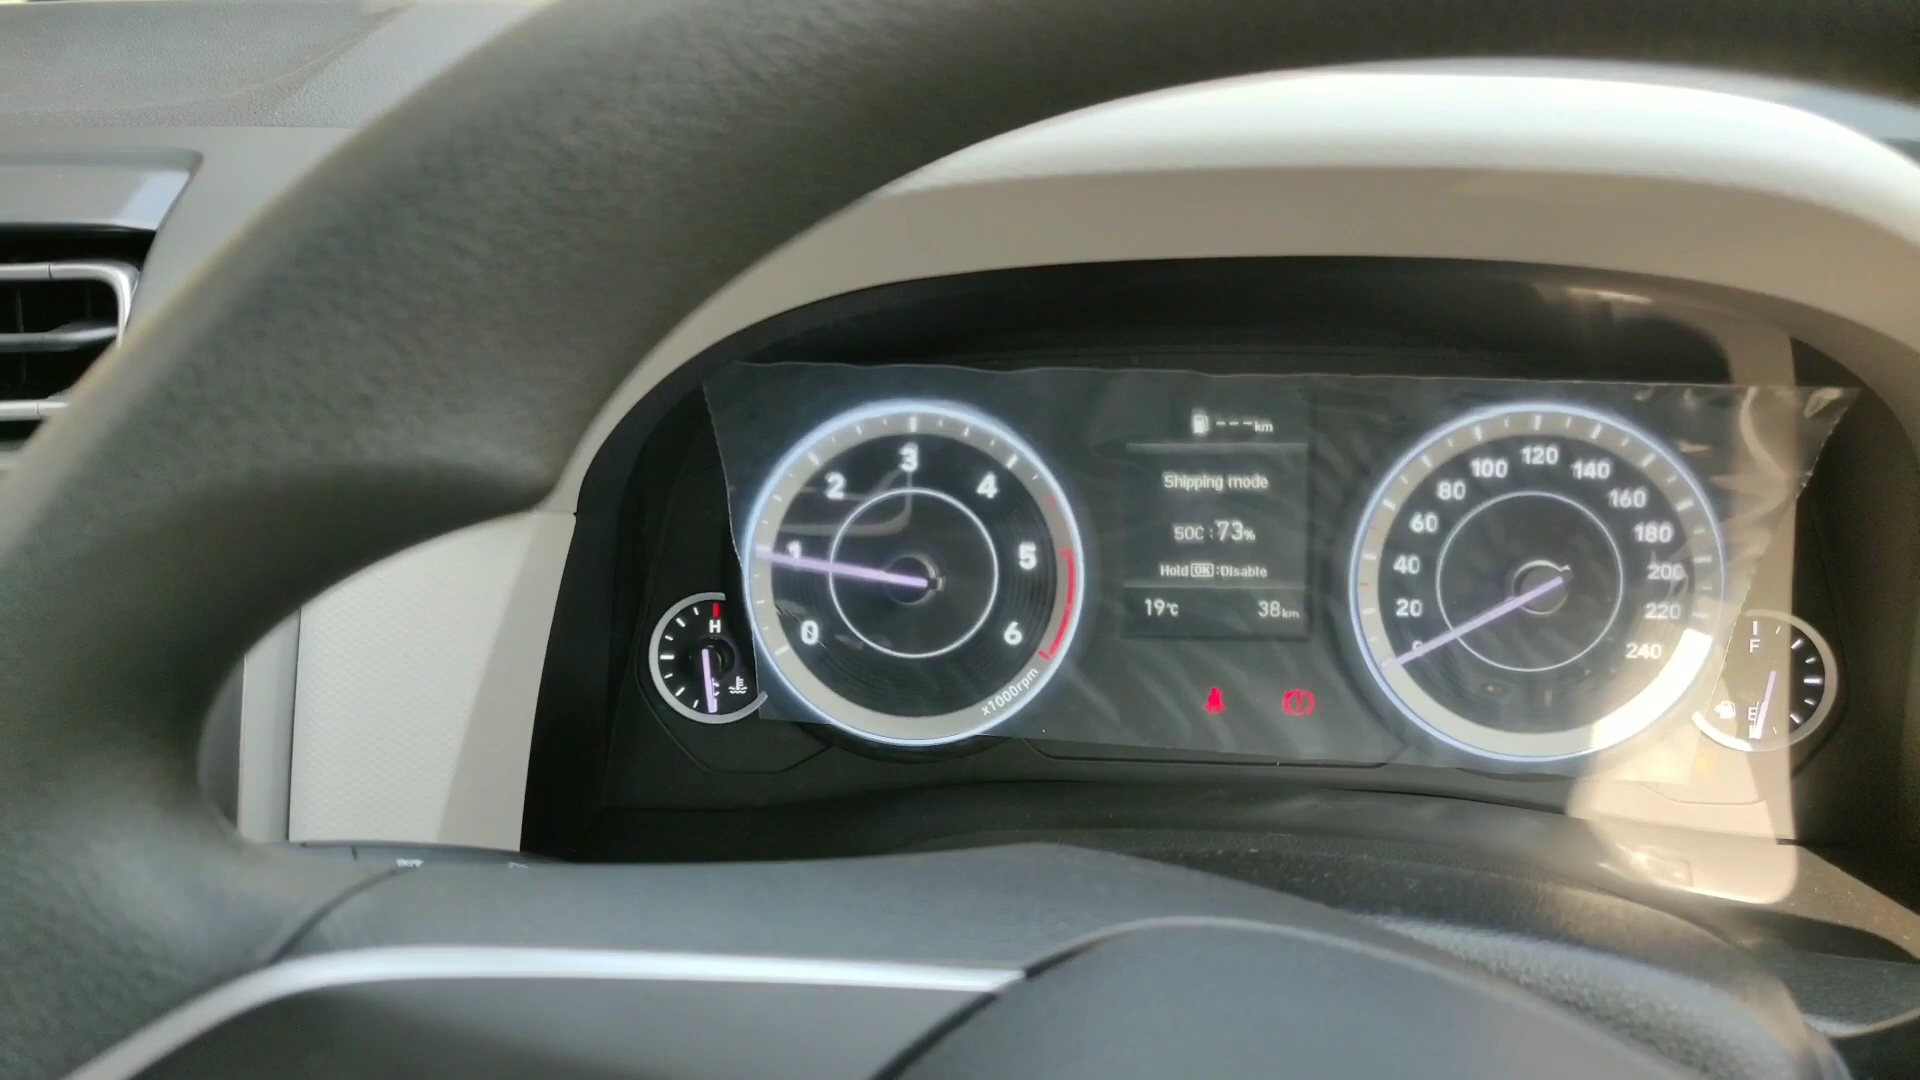 0
1
2
3
4
5
6
x1000rpm
H
---km
Shipping mode
SOC : 73%
Hold OK :Disable
19°C 38km
0
20
40
60
80
100
120
140
160
180
200
220
240
F
E